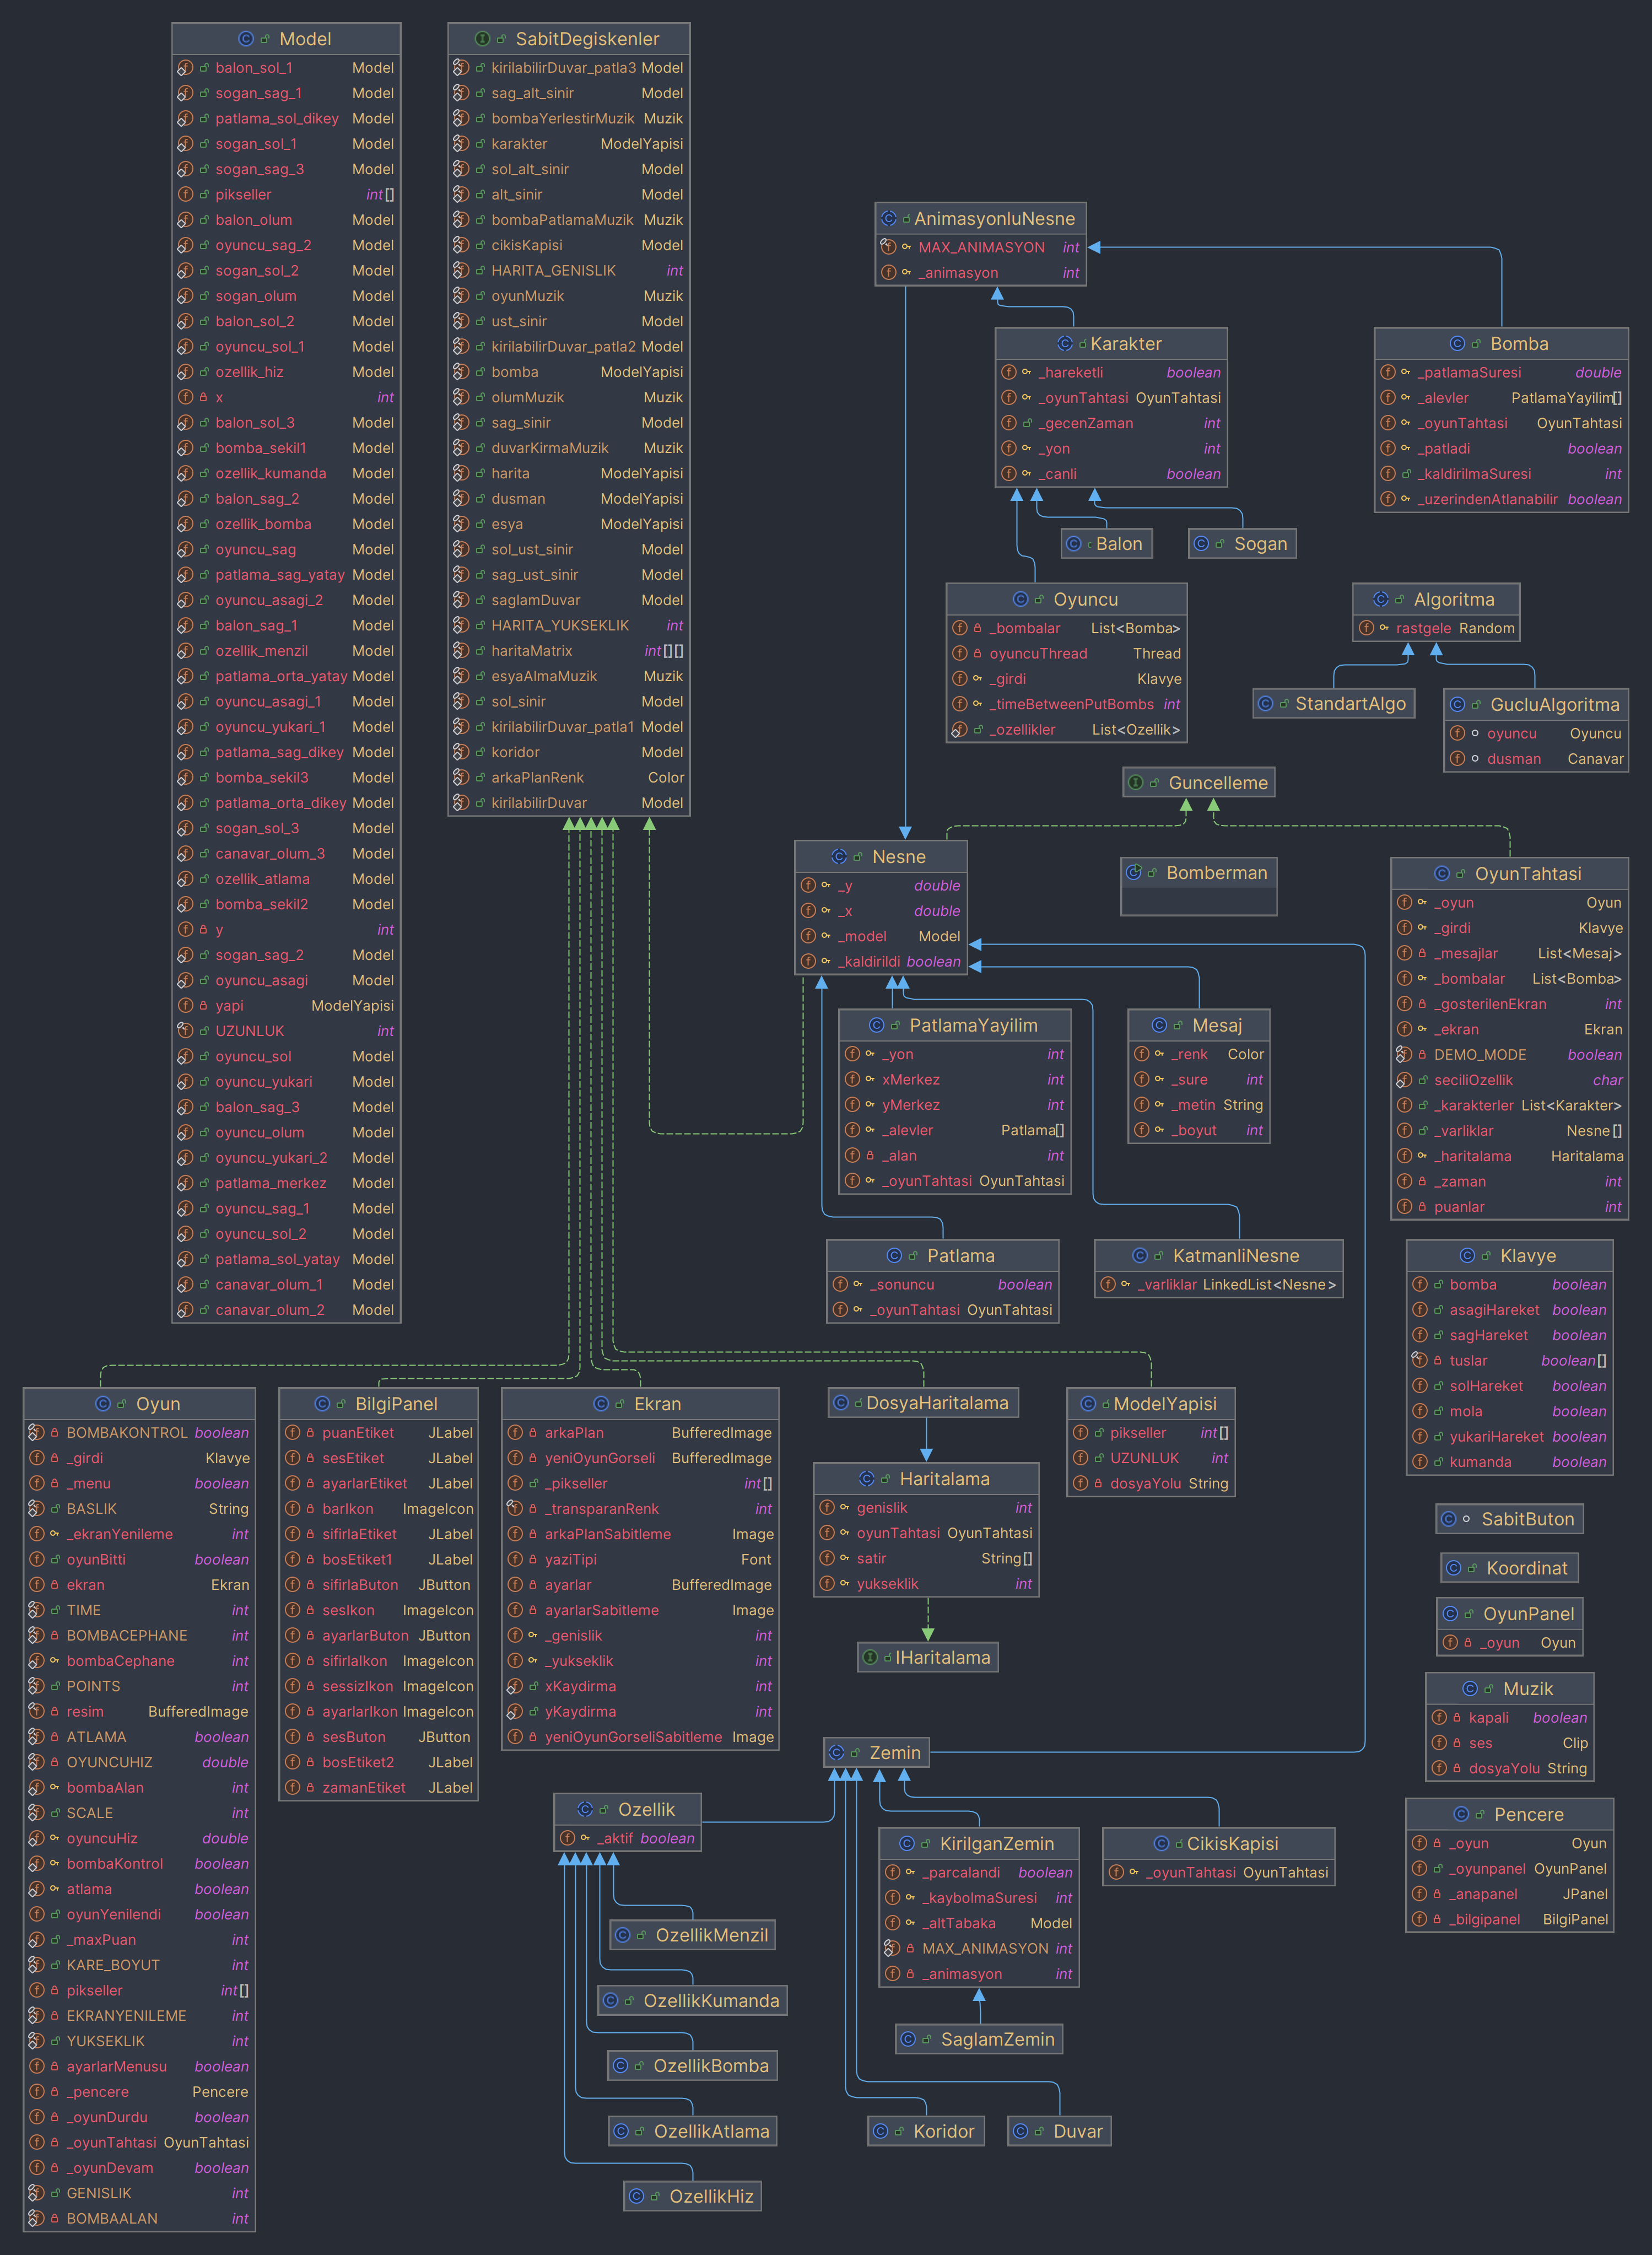 Model
balon_sol_1 Model
sogan_sag_1 Model
patlama_sol_dikey Model
sogan_sol_1 Model
sogan_sag_3 Model
pikseller int[]
balon_olum Model
oyuncu_sag_2 Model
sogan_sol_2 Model
sogan_olum Model
balon_sol_2 Model
oyuncu_sol_1 Model
ozellik_hiz Model
x int
balon_sol_3 Model
bomba_sekil1 Model
ozellik_kumanda Model
balon_sag_2 Model
ozellik_bomba Model
oyuncu_sag Model
patlama_sag_yatay Model
oyuncu_asagi_2 Model
balon_sag_1 Model
ozellik_menzil Model
patlama_orta_yatay Model
oyuncu_asagi_1 Model
oyuncu_yukari_1 Model
patlama_sag_dikey Model
bomba_sekil3 Model
patlama_orta_dikey Model
sogan_sol_3 Model
canavar_olum_3 Model
ozellik_atlama Model
bomba_sekil2 Model
y int
sogan_sag_2 Model
oyuncu_asagi Model
yapi ModelYapisi
UZUNLUK int
oyuncu_sol Model
oyuncu_yukari Model
balon_sag_3 Model
oyuncu_olum Model
oyuncu_yukari_2 Model
patlama_merkez Model
oyuncu_sag_1 Model
oyuncu_sol_2 Model
patlama_sol_yatay Model
canavar_olum_1 Model
canavar_olum_2 Model
SabitDegiskenler
kirilabilirDuvar_patla3 Model
sag_alt_sinir Model
bombaYerlestirMuzik Muzik
karakter ModelYapisi
sol_alt_sinir Model
alt_sinir Model
bombaPatlamaMuzik Muzik
cikisKapisi Model
HARITA_GENISLIK int
oyunMuzik Muzik
ust_sinir Model
kirilabilirDuvar_patla2 Model
bomba ModelYapisi
olumMuzik Muzik
sag_sinir Model
duvarKirmaMuzik Muzik
harita ModelYapisi
dusman ModelYapisi
esya ModelYapisi
sol_ust_sinir Model
sag_ust_sinir Model
saglamDuvar Model
HARITA_YUKSEKLIK int
haritaMatrix int[][]
esyaAlmaMuzik Muzik
sol_sinir Model
kirilabilirDuvar_patla1 Model
koridor Model
arkaPlanRenk Color
kirilabilirDuvar Model
AnimasyonluNesne
MAX_ANIMASYON int
_animasyon int
Karakter
_hareketli boolean
_oyunTahtasi OyunTahtasi
_gecenZaman int
_yon int
_canli boolean
Bomba
_patlamaSuresi double
_alevler PatlamaYayilim[]
_oyunTahtasi OyunTahtasi
_patladi boolean
_kaldirilmaSuresi int
_uzerindenAtlanabilir boolean
Balon
Sogan
Oyuncu
_bombalar List<Bomba>
oyuncuThread Thread
_girdi Klavye
_timeBetweenPutBombs int
_ozellikler List<Ozellik>
Algoritma
rastgele Random
StandartAlgo
GucluAlgoritma
oyuncu Oyuncu
dusman Canavar
Guncelleme
Nesne
_y double
_x double
_model Model
_kaldirildi boolean
Bomberman
OyunTahtasi
_oyun Oyun
_girdi Klavye
_mesajlar List<Mesaj>
_bombalar List<Bomba>
_gosterilenEkran int
_ekran Ekran
DEMO_MODE boolean
seciliOzellik char
_karakterler List<Karakter>
_varliklar Nesne[]
_haritalama Haritalama
_zaman int
puanlar int
PatlamaYayilim
_yon int
xMerkez int
yMerkez int
_alevler Patlama[]
_alan int
_oyunTahtasi OyunTahtasi
Mesaj
_renk Color
_sure int
_metin String
_boyut int
Patlama
_sonuncu boolean
_oyunTahtasi OyunTahtasi
KatmanliNesne
_varliklar LinkedList<Nesne>
Klavye
bomba boolean
asagiHareket boolean
sagHareket boolean
tuslar boolean[]
solHareket boolean
mola boolean
yukariHareket boolean
kumanda boolean
Oyun
BOMBAKONTROL boolean
_girdi Klavye
_menu boolean
BASLIK String
_ekranYenileme int
oyunBitti boolean
ekran Ekran
TIME int
BOMBACEPHANE int
bombaCephane int
POINTS int
resim BufferedImage
ATLAMA boolean
OYUNCUHIZ double
bombaAlan int
SCALE int
oyuncuHiz double
bombaKontrol boolean
atlama boolean
oyunYenilendi boolean
_maxPuan int
KARE_BOYUT int
pikseller int[]
EKRANYENILEME int
YUKSEKLIK int
ayarlarMenusu boolean
_pencere Pencere
_oyunDurdu boolean
_oyunTahtasi OyunTahtasi
_oyunDevam boolean
GENISLIK int
BOMBAALAN int
BilgiPanel
puanEtiket JLabel
sesEtiket JLabel
ayarlarEtiket JLabel
barIkon ImageIcon
sifirlaEtiket JLabel
bosEtiket1 JLabel
sifirlaButon JButton
sesIkon ImageIcon
ayarlarButon JButton
sifirlaIkon ImageIcon
sessizIkon ImageIcon
ayarlarIkon ImageIcon
sesButon JButton
bosEtiket2 JLabel
zamanEtiket JLabel
Ekran
arkaPlan BufferedImage
yeniOyunGorseli BufferedImage
_pikseller int[]
_transparanRenk int
arkaPlanSabitleme Image
yaziTipi Font
ayarlar BufferedImage
ayarlarSabitleme Image
_genislik int
_yukseklik int
xKaydirma int
yKaydirma int
yeniOyunGorseliSabitleme Image
DosyaHaritalama
Haritalama
genislik int
oyunTahtasi OyunTahtasi
satir String[]
yukseklik int
IHaritalama
ModelYapisi
pikseller int[]
UZUNLUK int
dosyaYolu String
SabitButon
Koordinat
OyunPanel
_oyun Oyun
Muzik
kapali boolean
ses Clip
dosyaYolu String
Pencere
_oyun Oyun
_oyunpanel OyunPanel
_anapanel JPanel
_bilgipanel BilgiPanel
Zemin
Ozellik
_aktif boolean
KirilganZemin
_parcalandi boolean
_kaybolmaSuresi int
_altTabaka Model
MAX_ANIMASYON int
_animasyon int
CikisKapisi
_oyunTahtasi OyunTahtasi
OzellikMenzil
OzellikKumanda
SaglamZemin
OzellikBomba
OzellikAtlama
Koridor
Duvar
OzellikHiz